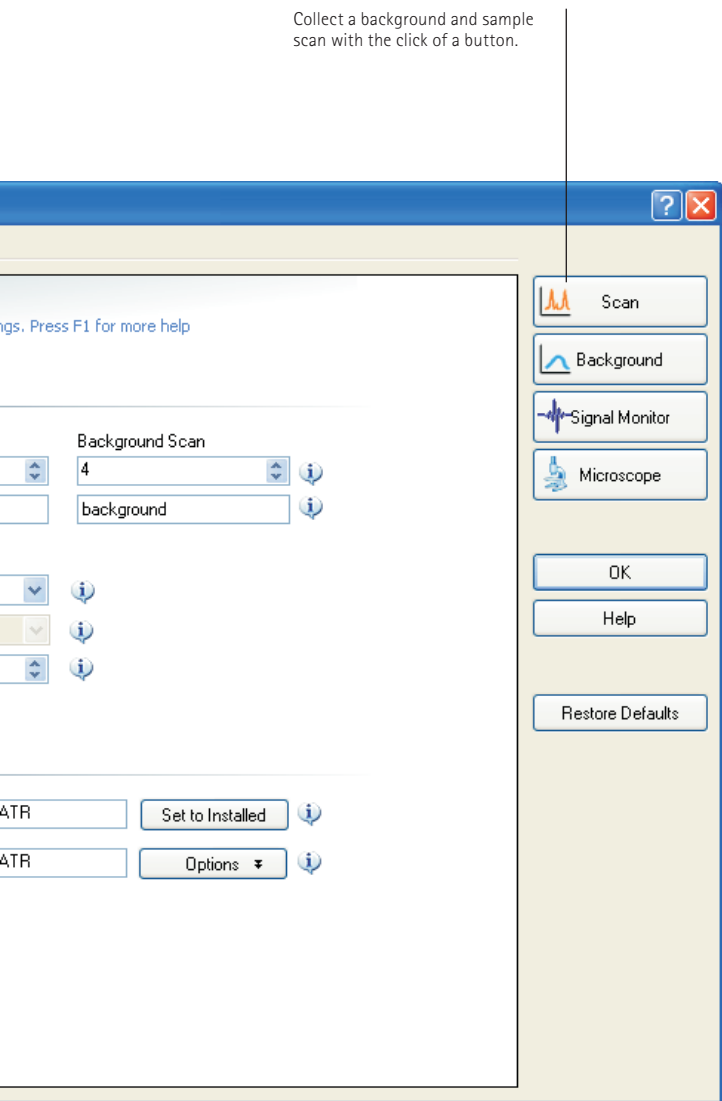 Collect a background and sample
scan with the click of a button.
?
Scan
ngs. Press F1 for more help
Background
Signal Monitor
Background Scan
4
Microscope
background
OK
Help
Restore Defaults
ATR
Set to Installed
ATR
Options